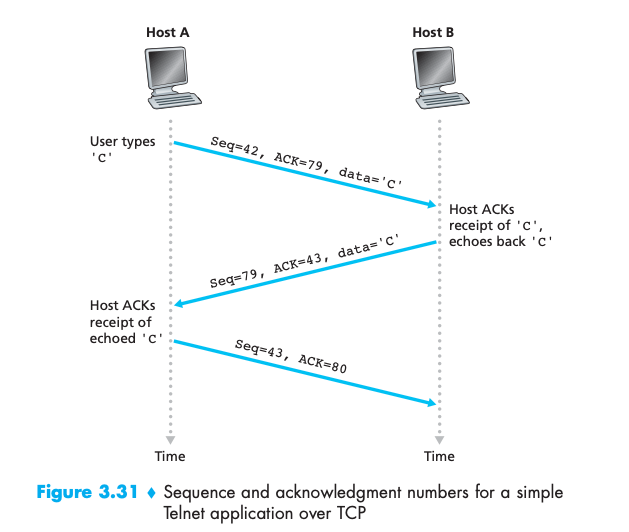 Host A
Host B
User types
'C'
Seq=42, ACK=79, data='C'
Host ACKs
receipt of 'C',
echoes back 'C'
Seq=79, ACK=43, data='C'
Host ACKs
receipt of
echoed 'C'
Seq=43, ACK=80
Time
Time
Figure 3.31 ♦ Sequence and acknowledgment numbers for a simple
Telnet application over TCP